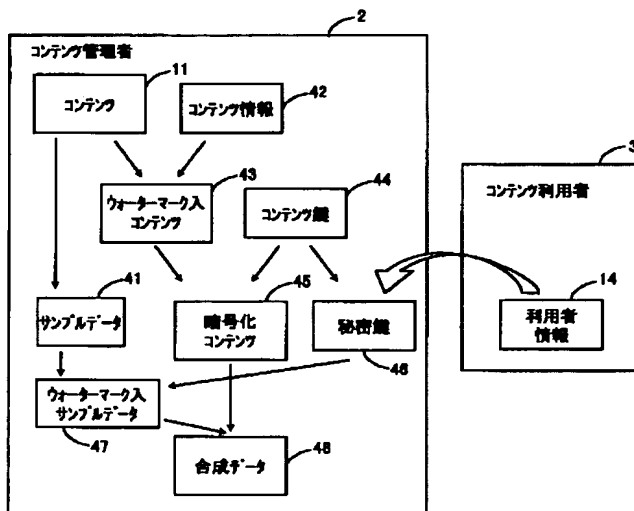 2
コンテンツ管理者
11
42
コンテンツ
コンテンツ情報
43
44
ウォーターマーク入
コンテンツ
コンテンツ鍵
3
コンテンツ利用者
41
45
14
サンプルデータ
暗号化
コンテンツ
秘密鍵
利用者
情報
46
ウォーターマーク入
サンプルデータ
47
合成データ
48